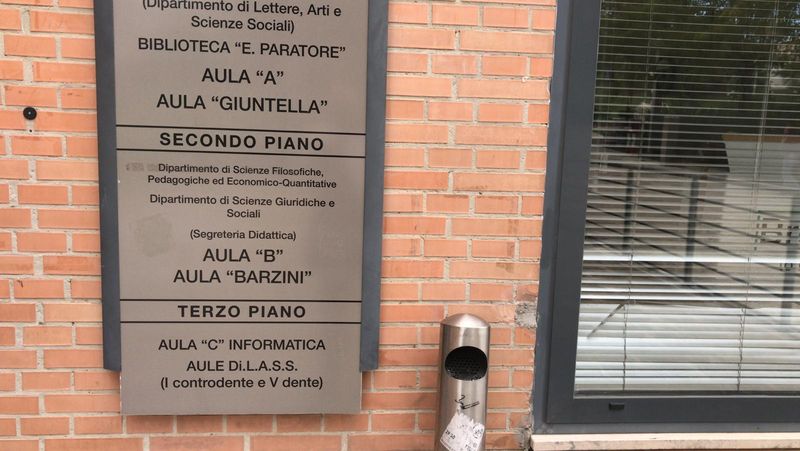 (Dipartimento di Lettere, Arti e
Scienze Sociali)
BIBLIOTECA "E. PARATORE"
AULA "A"
AULA "GIUNTELLA"
SECONDO PIANO
Dipartimento di Scienze Filosofiche,
Pedagogiche ed Economico-Quantitative
Dipartimento di Scienze Giuridiche e
Sociali
(Segreteria Didattica)
AULA "B"
AULA "BARZINI"
TERZO PIANO
AULA "C" INFORMATICA
AULE Di.L.A.S.S.
(I controdente e V dente)